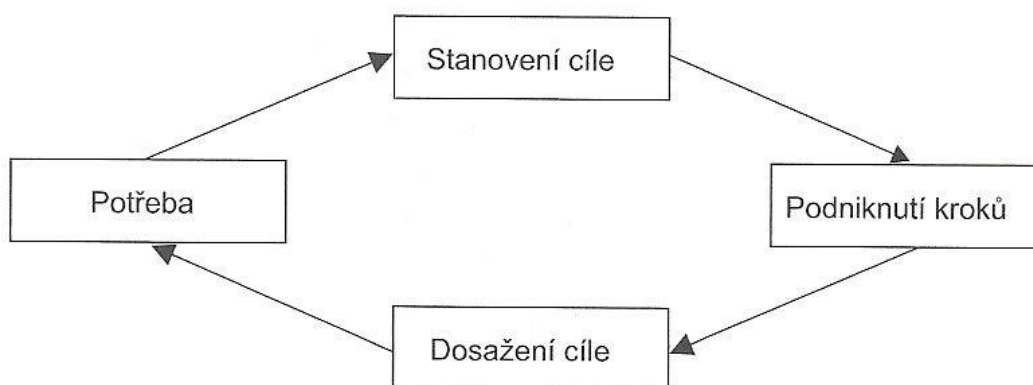 Stanovení cíle
Potřeba
Podniknutí kroků
Dosažení cíle